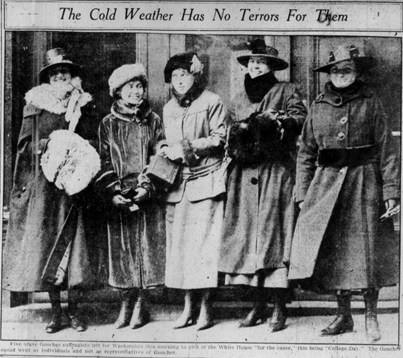 The Cold Weather Has No Terrors For Them
Five more Goucher suffragists left for Washington this morning to picket the White House "for the cause," this being "College Day." The Goucher
squad went as individuals and not as representatives of Goucher.